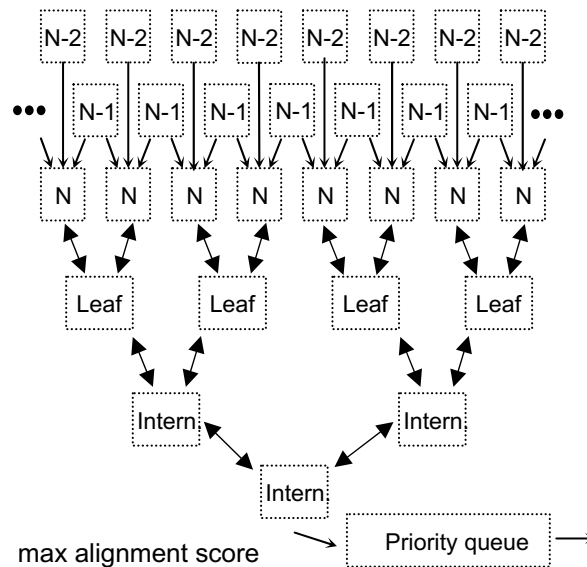 N-2 N-2 N-2 N-2 N-2 N-2 N-2 N-2
••• N-1 N-1 N-1 N-1 N-1 N-1 N-1 •••
N N N N N N N N
Leaf Leaf Leaf Leaf
Intern. Intern.
Intern.
Priority queue
max alignment score